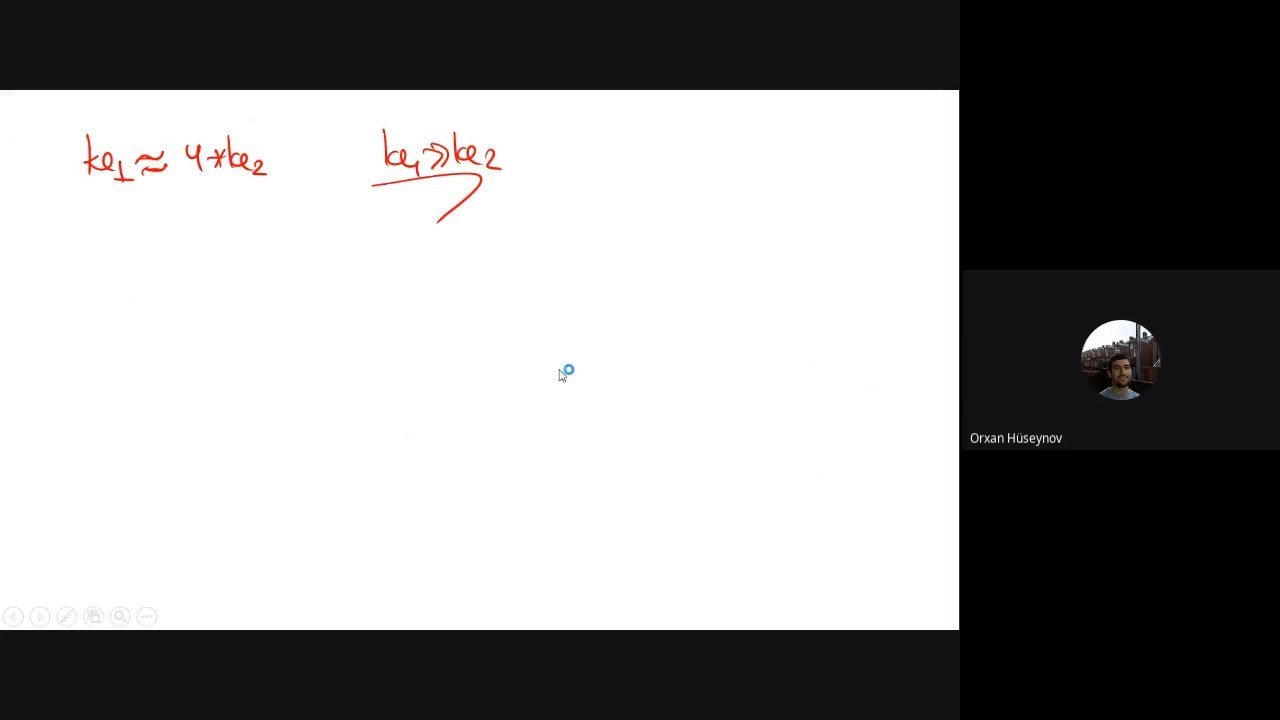 ke₁ ≈ 4*ke₂
ke₁ >> ke₂
Orxan Hüseynov